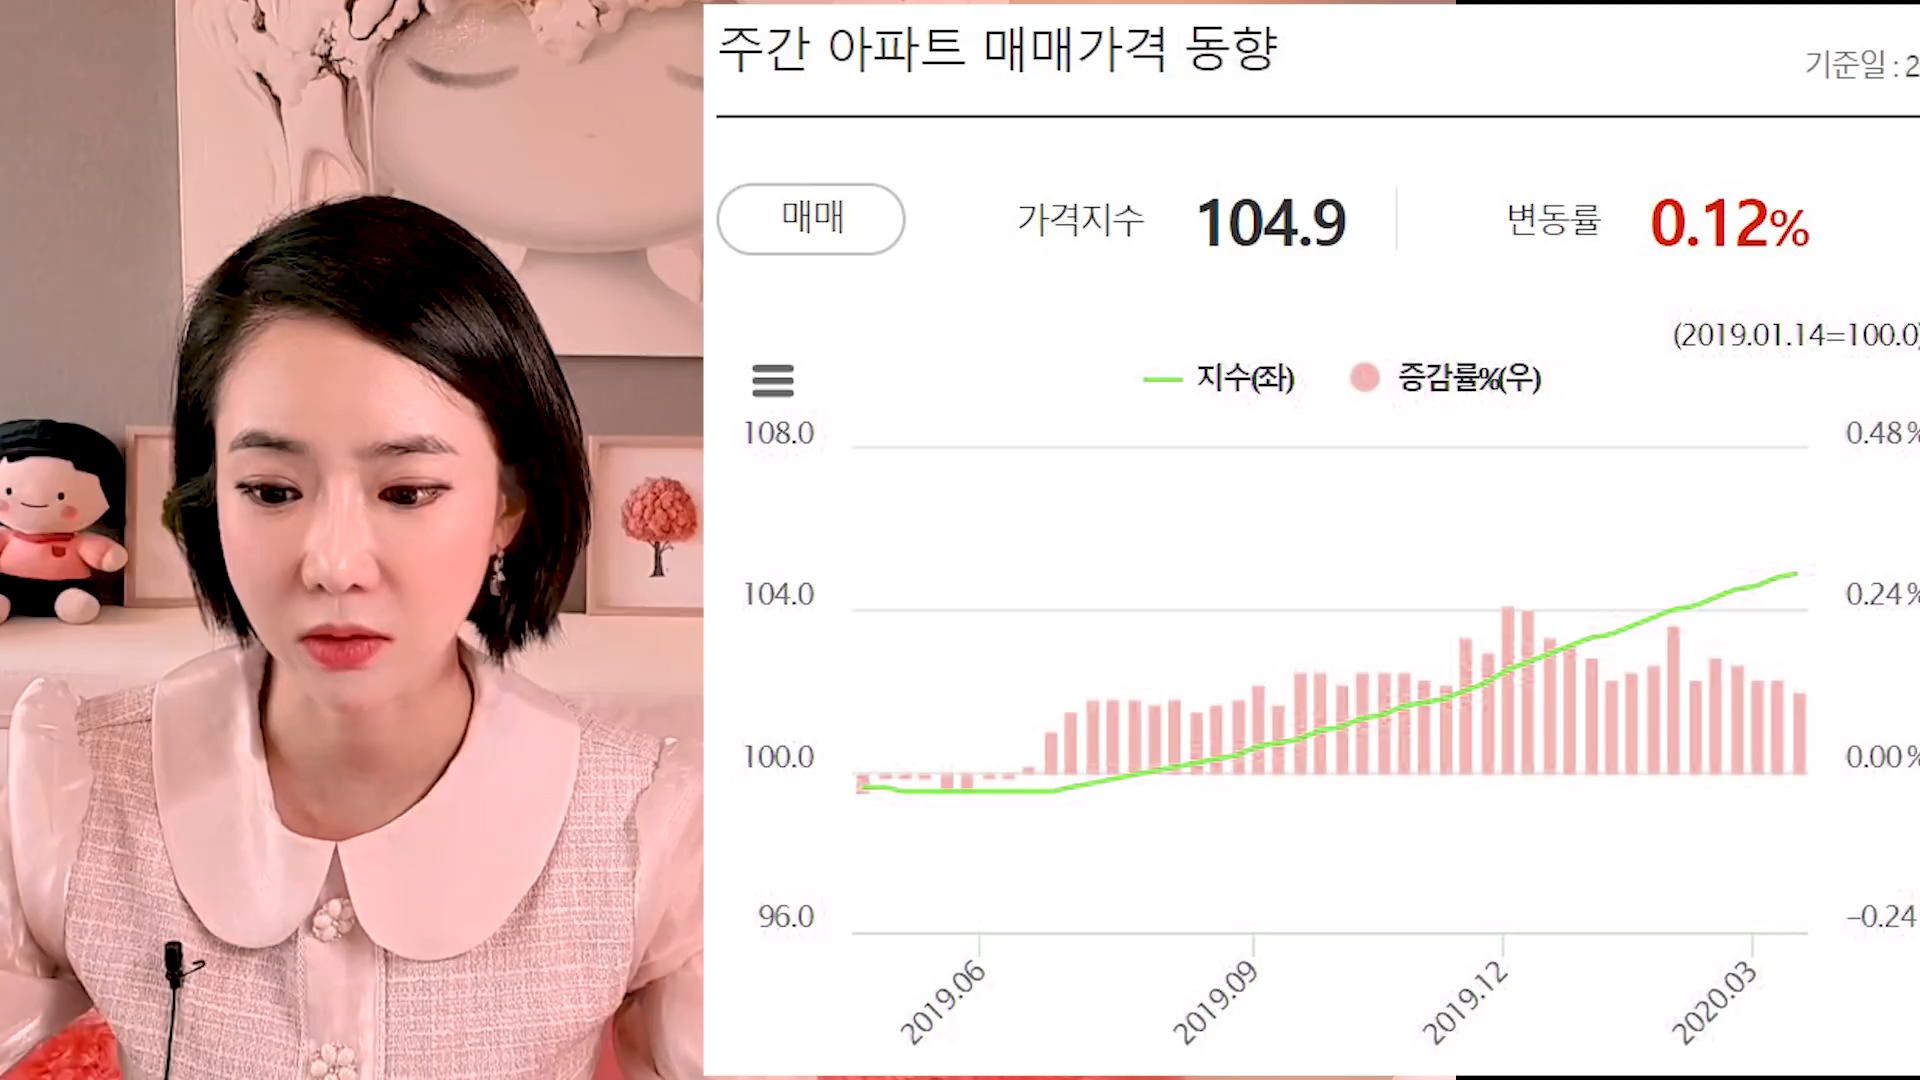 주간 아파트 매매가격 동향
기준일 : 2
매매 가격지수 104.9 변동률 0.12%
(2019.01.14=100.0)
지수(좌) 증감률%(우)
108.0 0.48%
104.0 0.24%
100.0 0.00%
96.0 -0.24
2019.06 2019.09 2019.12 2020.03